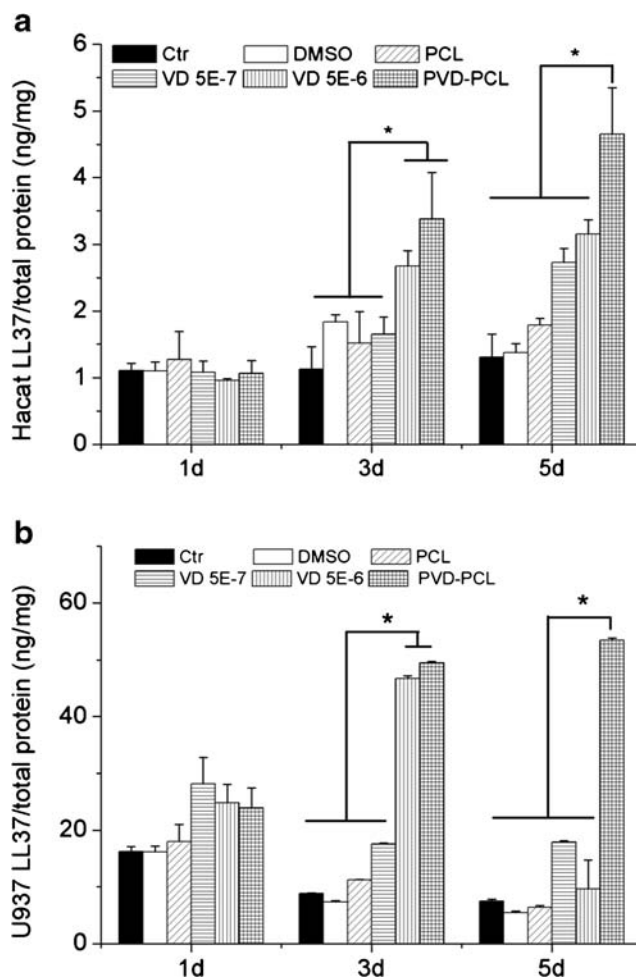 a
Ctr DMSO PCL
VD 5E-7 VD 5E-6 PVD-PCL
* *
Hacat LL37/total protein (ng/mg)
6
5
4
3
2
1
0
1d 3d 5d
b
Ctr DMSO PCL
VD 5E-7 VD 5E-6 PVD-PCL
* *
U937 LL37/total protein (ng/mg)
60
40
20
0
1d 3d 5d